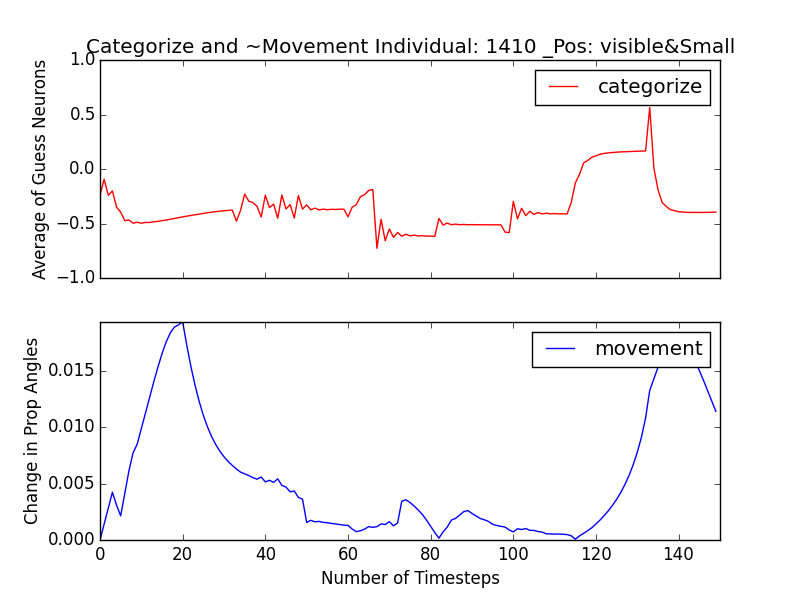 Categorize and ~Movement Individual: 1410 _Pos: visible&Small
1.0
0.5
0.0
−0.5
−1.0
Average of Guess Neurons
categorize
0.015
0.010
0.005
0.000
Change in Prop Angles
movement
0 20 40 60 80 100 120 140
Number of Timesteps